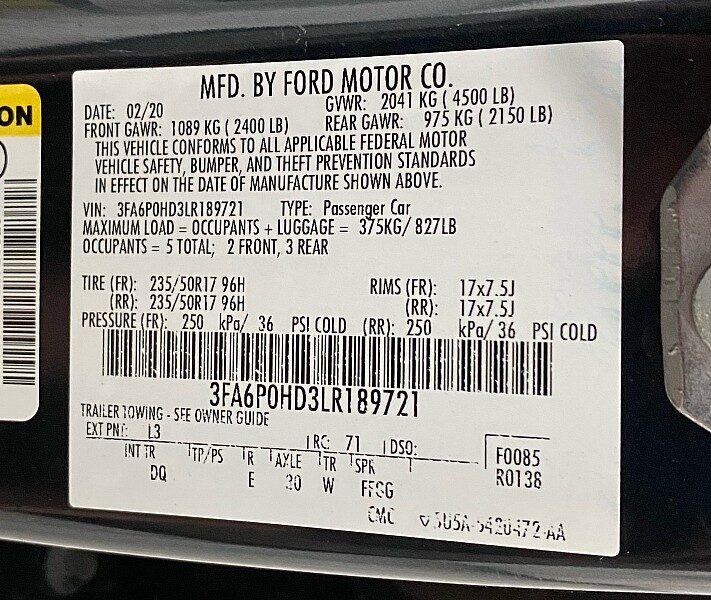 ON
MFD. BY FORD MOTOR CO.
DATE: 02/20 GVWR: 2041 KG ( 4500 LB)
FRONT GAWR: 1089 KG ( 2400 LB) REAR GAWR: 975 KG ( 2150 LB)
THIS VEHICLE CONFORMS TO ALL APPLICABLE FEDERAL MOTOR
VEHICLE SAFETY, BUMPER, AND THEFT PREVENTION STANDARDS
IN EFFECT ON THE DATE OF MANUFACTURE SHOWN ABOVE.
VIN: 3FA6P0HD3LR189721 TYPE: Passenger Car
MAXIMUM LOAD = OCCUPANTS + LUGGAGE = 375KG/ 827LB
OCCUPANTS = 5 TOTAL; 2 FRONT, 3 REAR
TIRE (FR): 235/50R17 96H RIMS (FR): 17x7.5J
(RR): 235/50R17 96H (RR): 17x7.5J
PRESSURE (FR): 250 kPa/ 36 PSI COLD (RR): 250 kPa/ 36 PSI COLD
3FA6P0HD3LR189721
TRAILER TOWING - SEE OWNER GUIDE
EXT PNT: L3 RC: 71 DSO: F0085
INT TR TP/PS R AXLE TR SPR R0138
DQ E 30 W
CMC